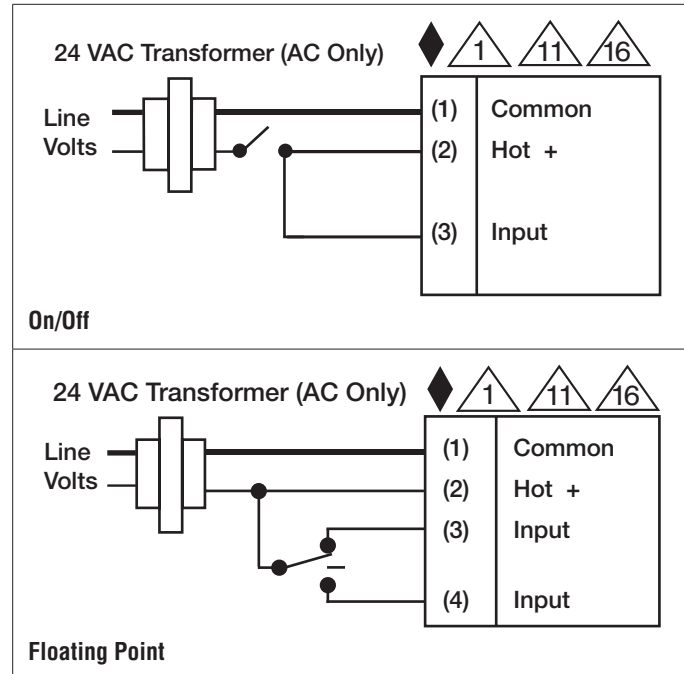 24 VAC Transformer (AC Only) 1 11 16
Line
Volts
(1) Common
(2) Hot +
(3) Input
On/Off
24 VAC Transformer (AC Only) 1 11 16
Line
Volts
(1) Common
(2) Hot +
(3) Input
(4) Input
Floating Point